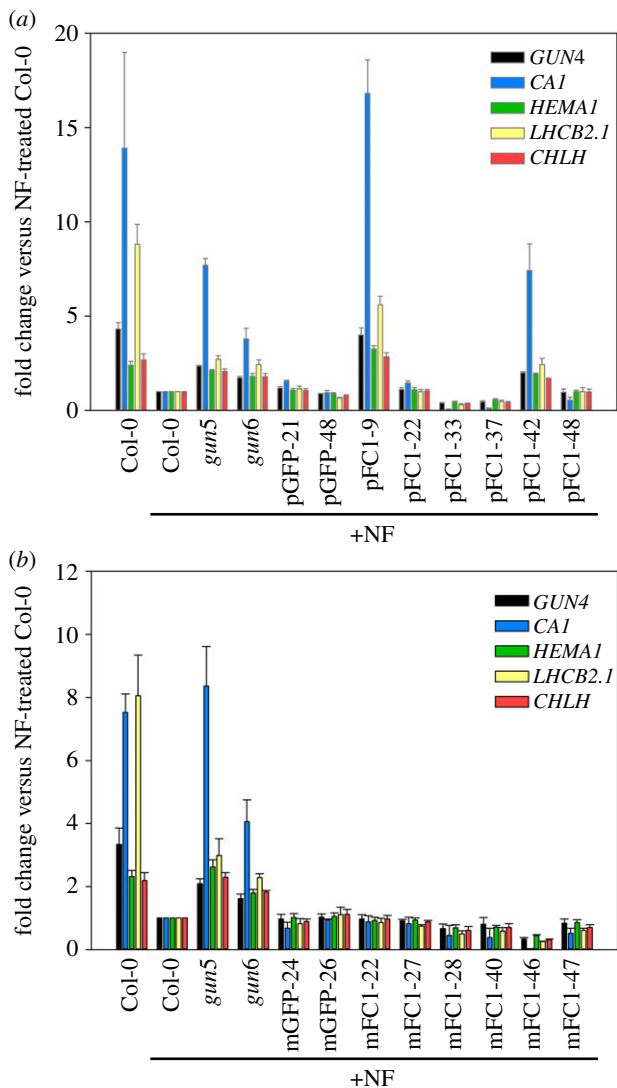 (a)
fold change versus NF-treated Col-0
20
15
10
5
0
GUN4
CA1
HEMA1
LHCB2.1
CHLH
Col-0
Col-0
gun5
gun6
pGFP-21
pGFP-48
pFC1-9
pFC1-22
pFC1-33
pFC1-37
pFC1-42
pFC1-48
+NF
(b)
fold change versus NF-treated Col-0
12
10
8
6
4
2
0
GUN4
CA1
HEMA1
LHCB2.1
CHLH
Col-0
Col-0
gun5
gun6
mGFP-24
mGFP-26
mFC1-22
mFC1-27
mFC1-28
mFC1-40
mFC1-46
mFC1-47
+NF